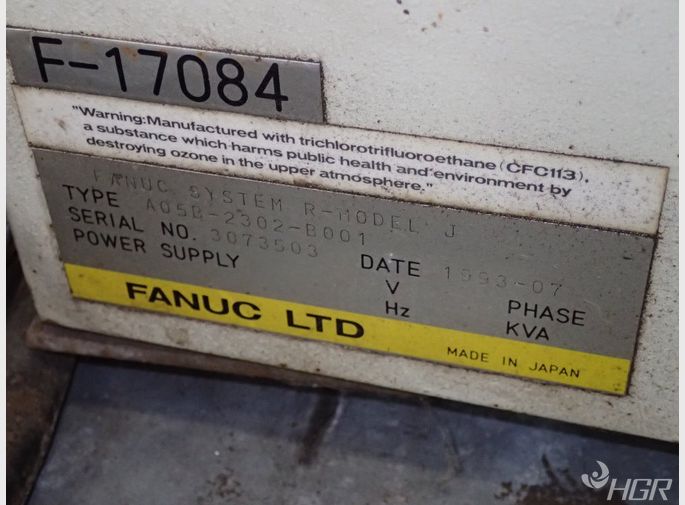 F-17084
"Warning:Manufactured with trichlorotrifluoroethane (CFC113),
a substance which harms public health and environment by
destroying ozone in the upper atmosphere."
FANUC SYSTEM R-MODEL J
TYPE A05B-2302-B001
SERIAL NO. 3073503 DATE 1993-07
POWER SUPPLY V PHASE
Hz KVA
FANUC LTD
MADE IN JAPAN
HGR